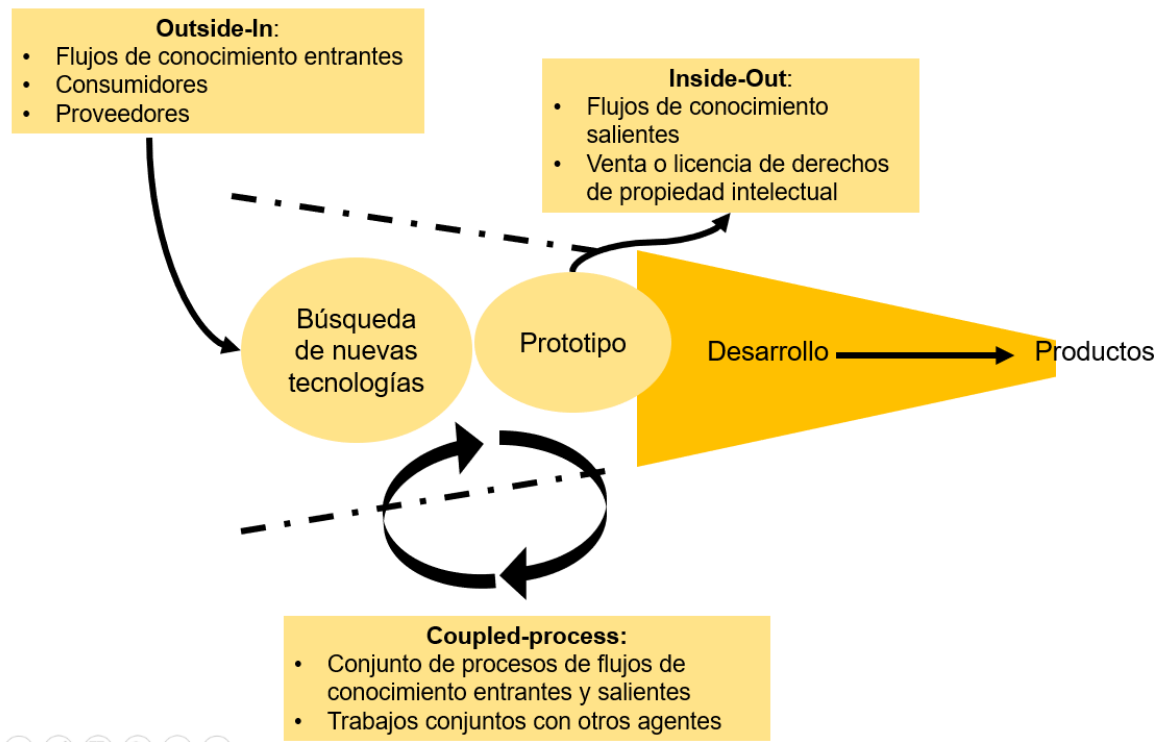 Outside-In:
• Flujos de conocimiento entrantes
• Consumidores
• Proveedores
Inside-Out:
• Flujos de conocimiento
salientes
• Venta o licencia de derechos
de propiedad intelectual
Búsqueda
de nuevas
tecnologías
Prototipo
Desarrollo
Productos
Coupled-process:
• Conjunto de procesos de flujos de
conocimiento entrantes y salientes
• Trabajos conjuntos con otros agentes